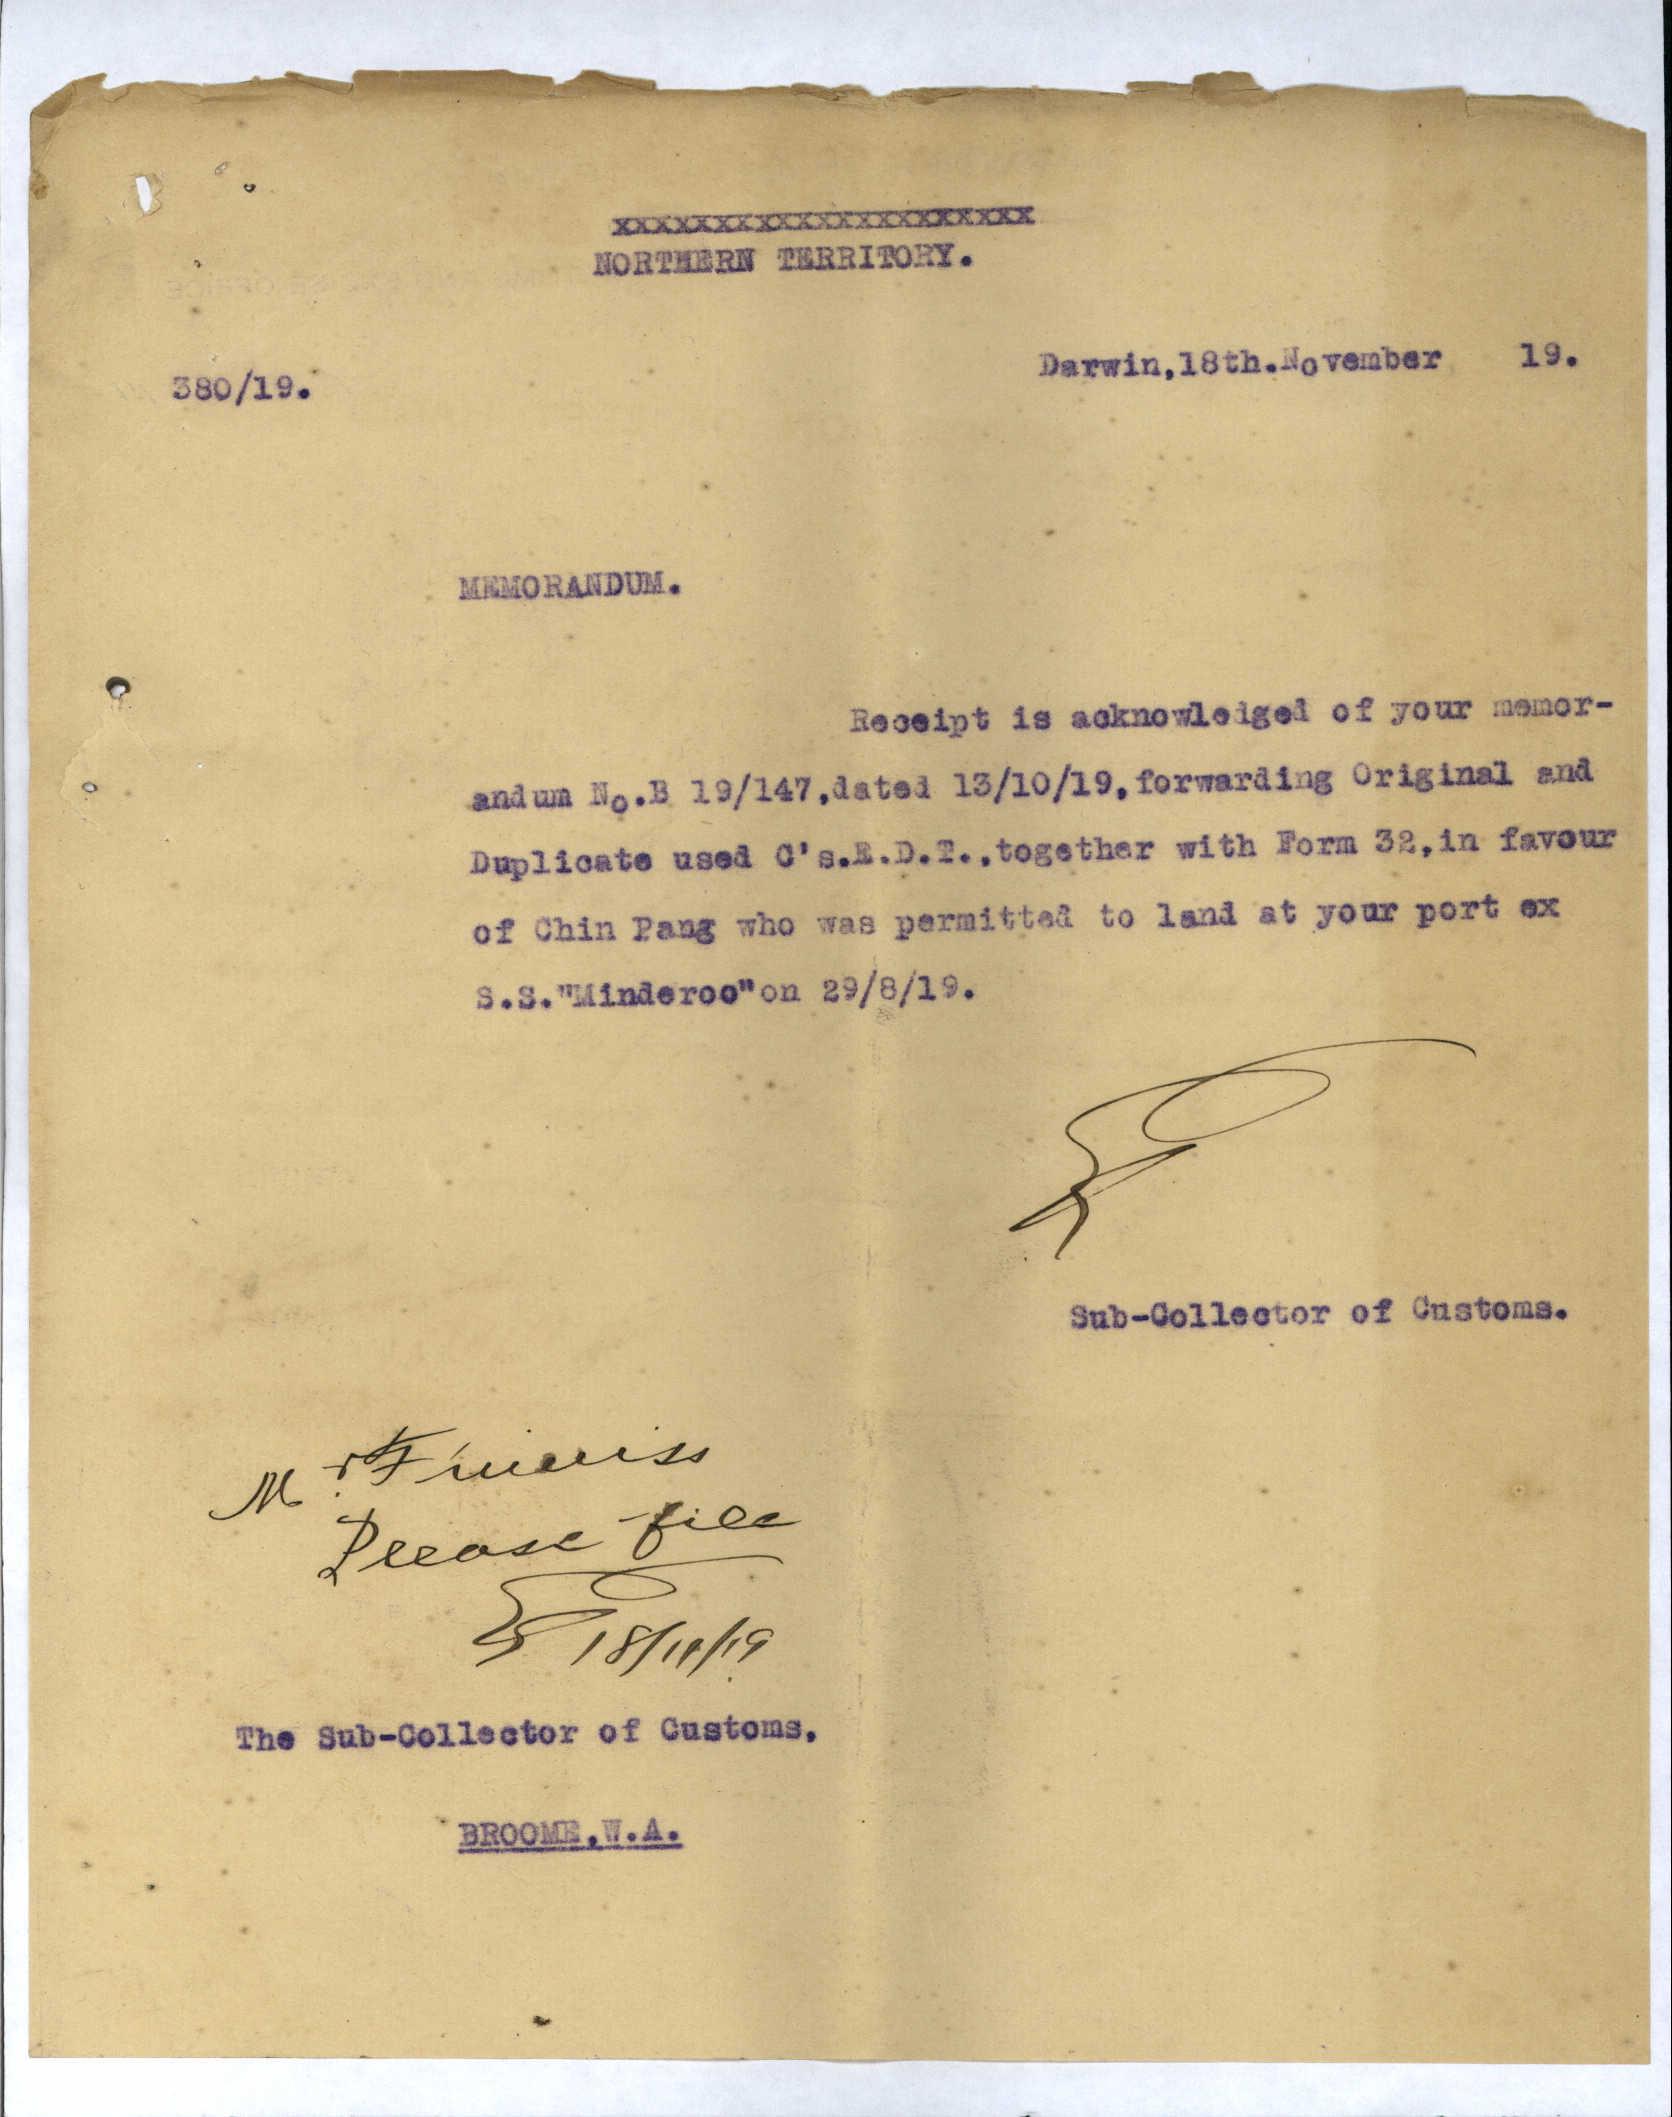 xxxxxxxxxxxxxxxxxxxxx
NORTHERN TERRITORY.
Darwin,18th.November 19.
380/19.
MEMORANDUM.
Receipt is acknowledged of your memor-
andum No.B 19/147,dated 13/10/19,forwarding Original and
Duplicate used C's.E.D.T.,together with Form 32,in favour
of Chin Pang who was permitted to land at your port ex
S.S."Minderoo"on 29/8/19.
Sub-Collector of Customs.
Mr. Finniss
Please file
18/11/19
The Sub-Collector of Customs,
BROOME,W.A.